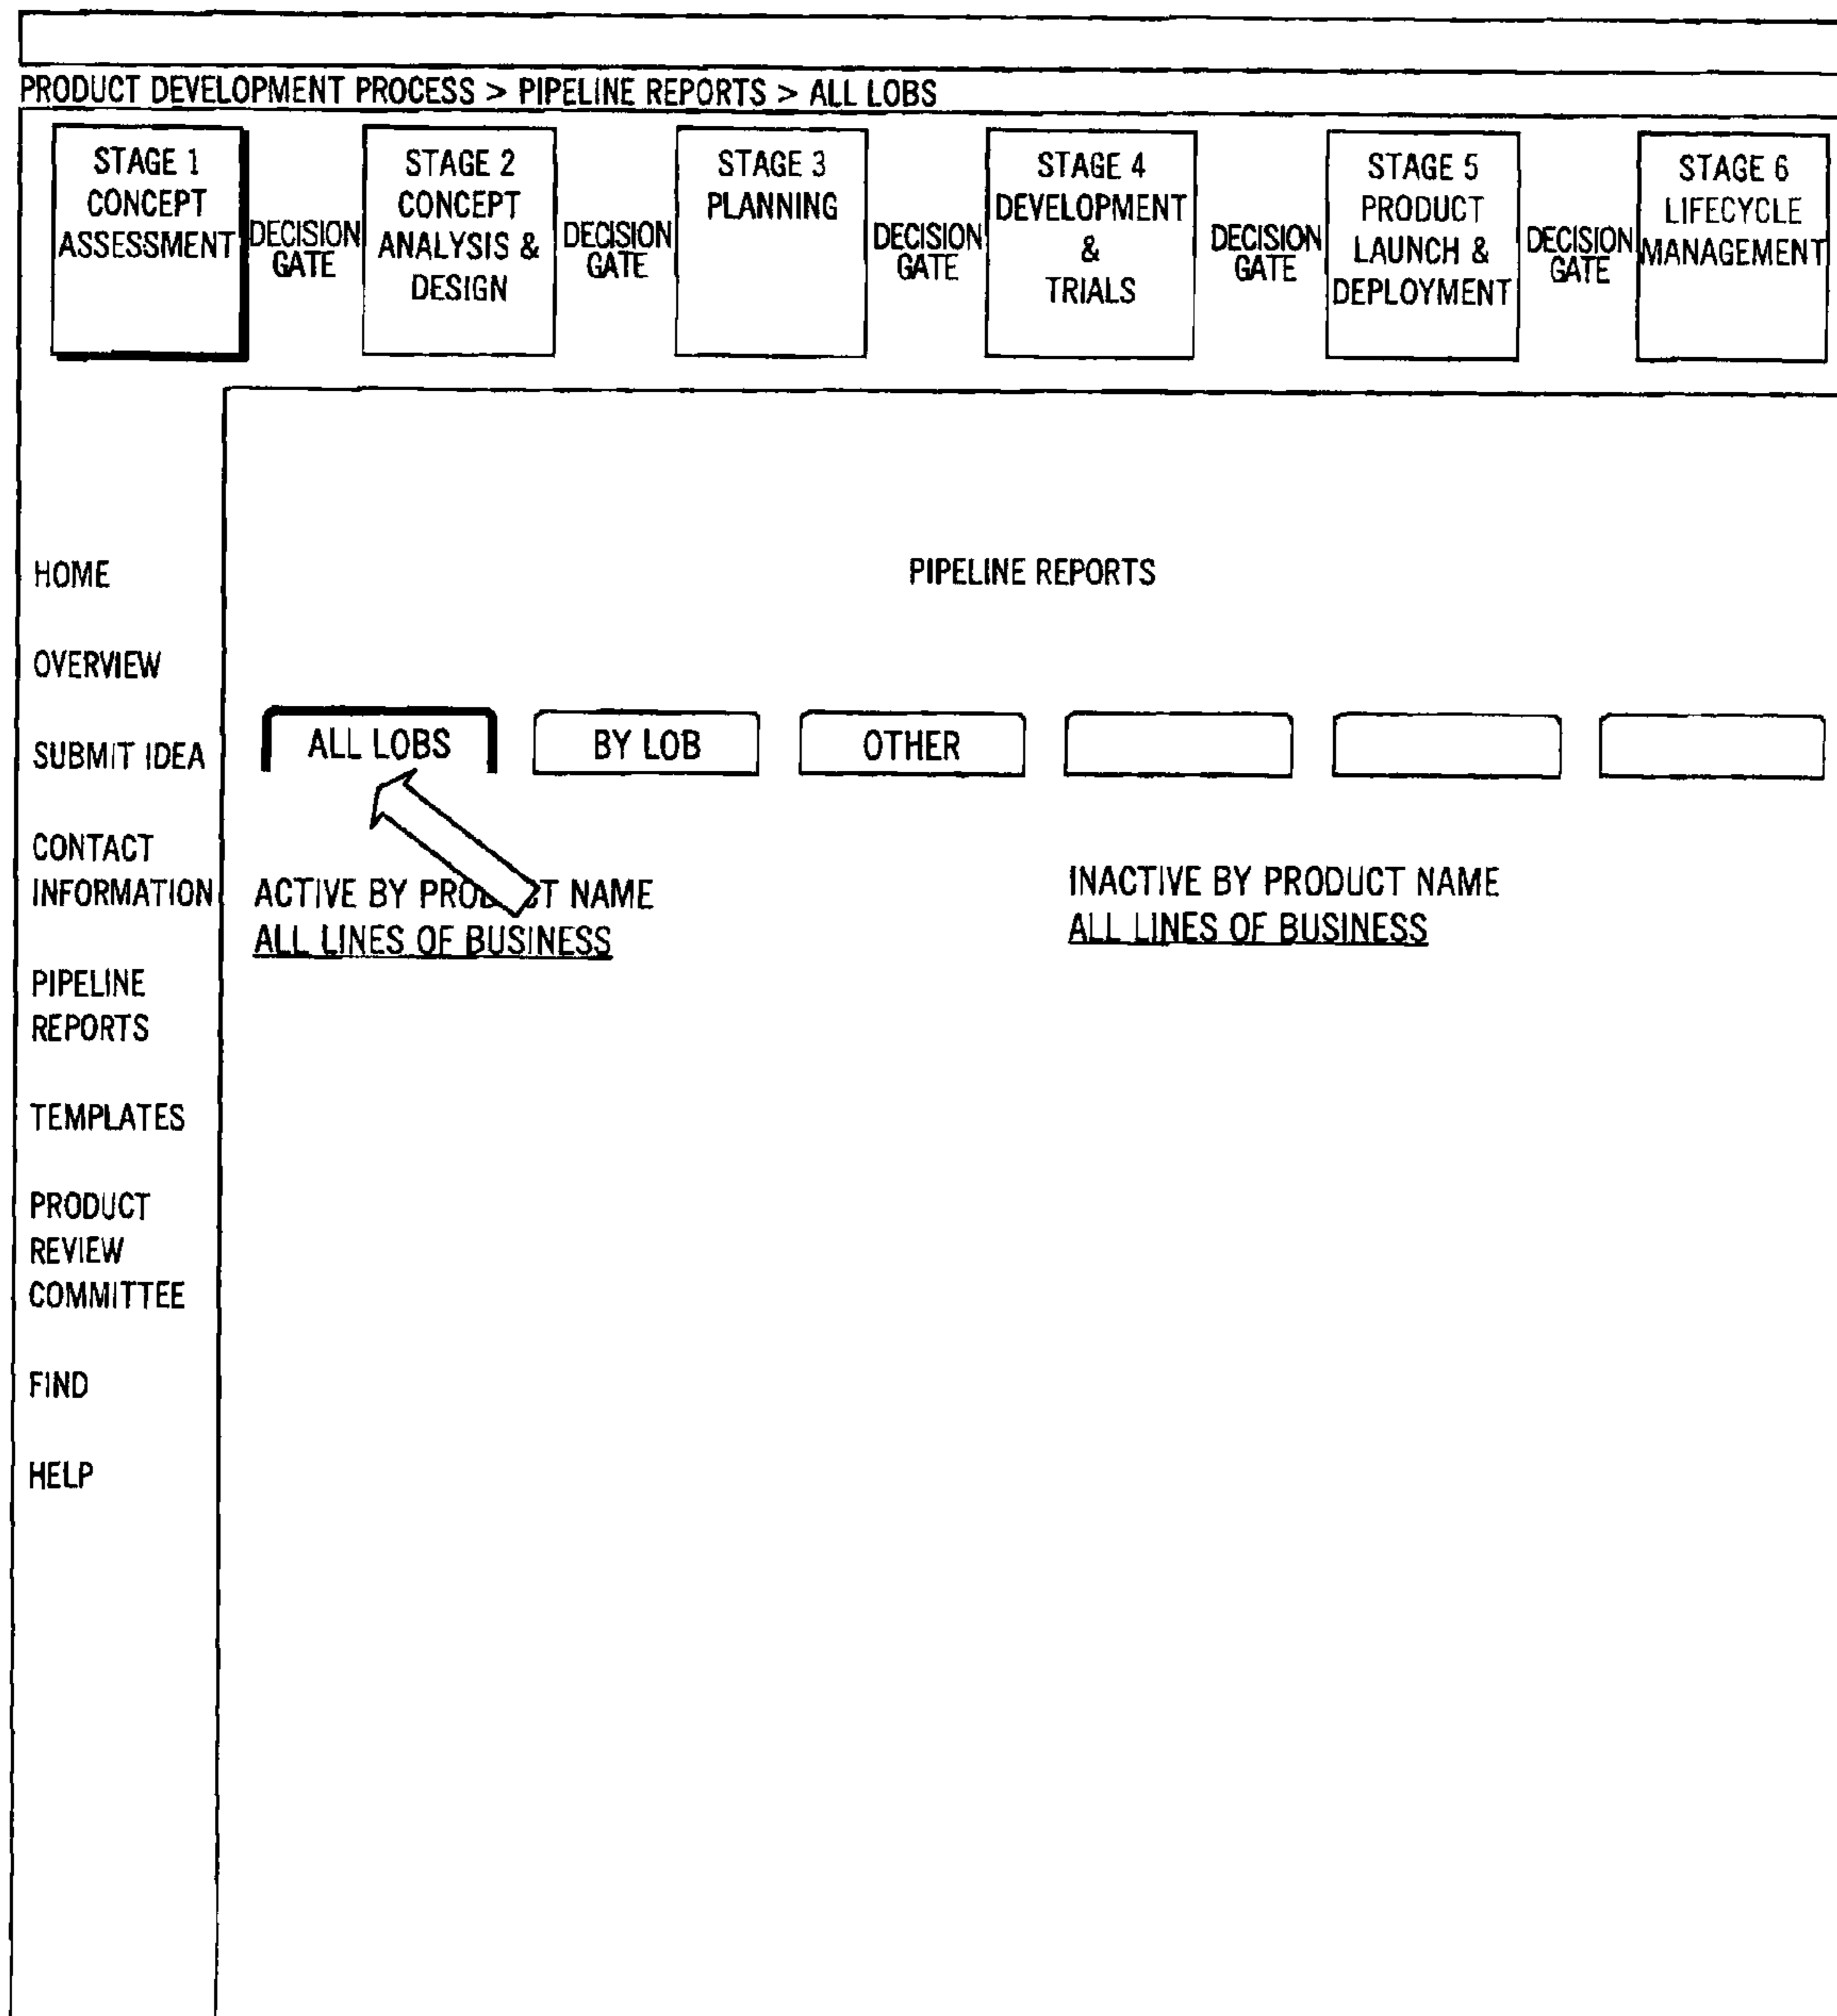 PRODUCT DEVELOPMENT PROCESS > PIPELINE REPORTS > ALL LOBS
STAGE 1
CONCEPT
ASSESSMENT
DECISION
GATE
STAGE 2
CONCEPT
ANALYSIS &
DESIGN
DECISION
GATE
STAGE 3
PLANNING
DECISION
GATE
STAGE 4
DEVELOPMENT
&
TRIALS
DECISION
GATE
STAGE 5
PRODUCT
LAUNCH &
DEPLOYMENT
DECISION
GATE
STAGE 6
LIFECYCLE
MANAGEMENT
HOME
OVERVIEW
SUBMIT IDEA
CONTACT
INFORMATION
PIPELINE
REPORTS
TEMPLATES
PRODUCT
REVIEW
COMMITTEE
FIND
HELP
PIPELINE REPORTS
ALL LOBS
BY LOB
OTHER
ACTIVE BY PRODUCT NAME
ALL LINES OF BUSINESS
INACTIVE BY PRODUCT NAME
ALL LINES OF BUSINESS